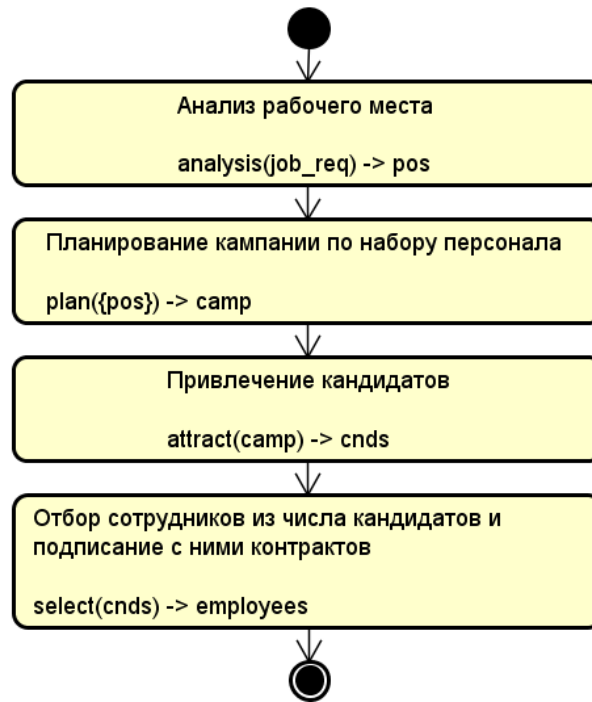 Анализ рабочего места
analysis(job_req) -> pos
Планирование кампании по набору персонала
plan({pos}) -> camp
Привлечение кандидатов
attract(camp) -> cnds
Отбор сотрудников из числа кандидатов и
подписание с ними контрактов
select(cnds) -> employees